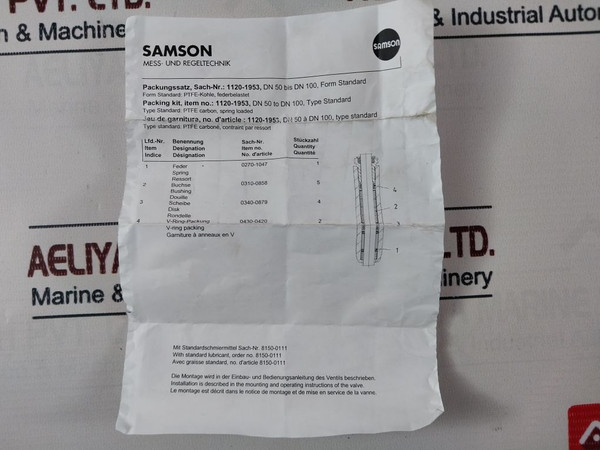 PVT. LTD.
& Industrial Autom
n & Machinery
SAMSON
MESS- UND REGELTECHNIK
SAMSON
Packungssatz, Sach-Nr.: 1120-1953, DN 50 bis DN 100, Form Standard
Form Standard: PTFE-Kohle, federbelastet
Packing kit, item no.: 1120-1953, DN 50 to DN 100, Type Standard
Type Standard: PTFE carbon, spring loaded
Jeu de garniture, no. d'article : 1120-1953, DN 50 à DN 100, type standard
Type standard: PTFE carbone, contraint par ressort
Lfd.-Nr. Benennung Sach-Nr. Stückzahl
Item Designation Item no. Quantity
Indice Désignation No. d'article Quantité
1 Feder 0270-1047 1
Spring
Ressort
2 Buchse 0310-0856 5
Bushing
Douille
3 Scheibe 0340-0878 4
Disk
Rondelle
4 V-Ring-Packung 0430-0420 2
V-ring packing
Garniture à anneaux en V
4
2
3
1
AELIYA
LTD.
Marine &
inery
Mit Standardschmiermittel Sach-Nr. 8150-0111
With standard lubricant, order no. 8150-0111
Avec graisse standard, no. d'article 8150-0111
Die Montage wird in der Einbau- und Bedienungsanleitung des Ventils beschrieben.
Installation is described in the mounting and operating instructions of the valve.
Le montage est décrit dans le notice de montage et de mise en service de la vanne.